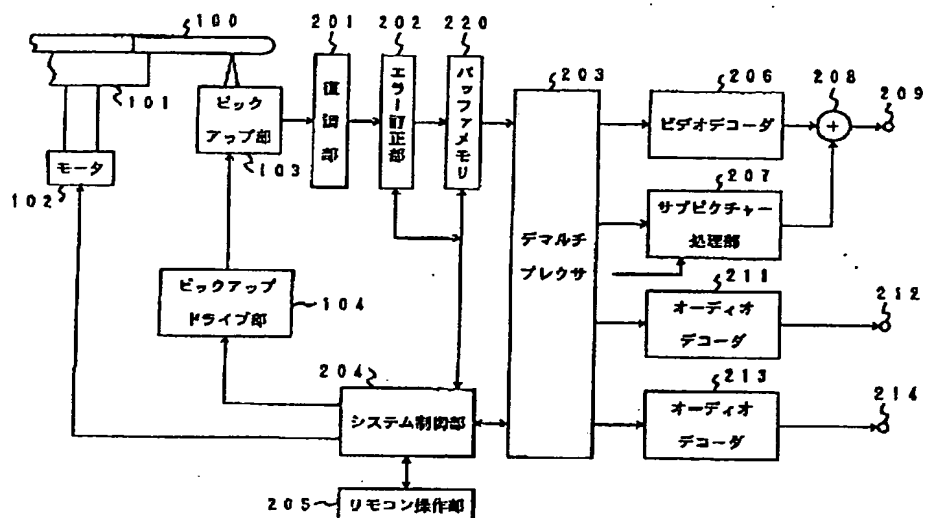 100
201
202
220
203
206
208
209
101
ピック
アップ部
103
復調部
エラー訂正部
バッファメモリ
ビデオデコーダ
+
モータ
102
207
サブピクチャー
処理部
デマルチ
プレクサ
ピックアップ
ドライブ部
104
211
オーディオ
デコーダ
212
204
システム制御部
213
オーディオ
デコーダ
214
205
リモコン操作部